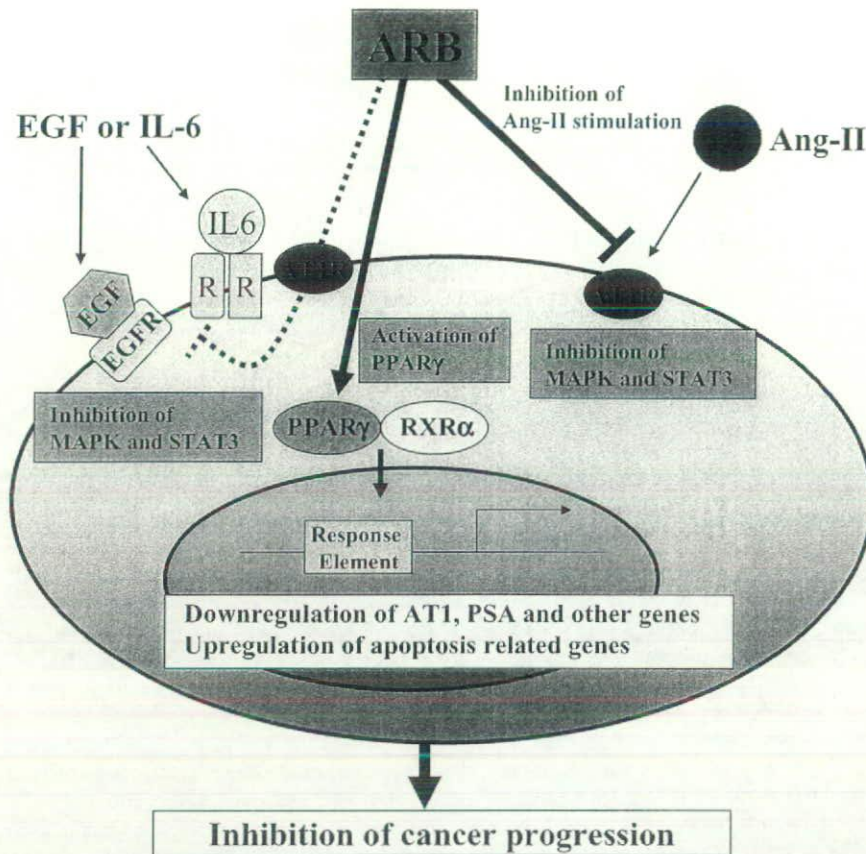 ARB
Inhibition of
Ang-II stimulation
EGF or IL-6
Ang-II
IL6
R R
EGF
EGFR
Activation of
PPARγ
Inhibition of
MAPK and STAT3
Inhibition of
MAPK and STAT3
PPARγ
RXRα
Response
Element
Downregulation of AT1, PSA and other genes
Upregulation of apoptosis related genes
Inhibition of cancer progression